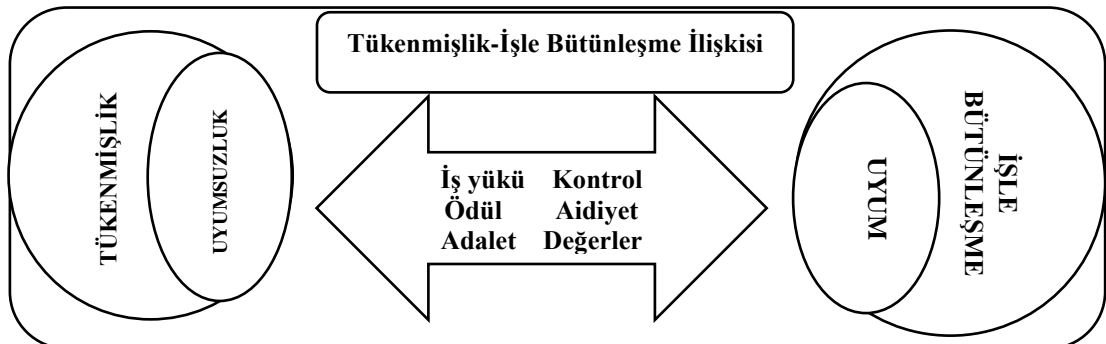 Tükenmişlik-İşle Bütünleşme İlişkisi
TÜKENMİŞLİK
UYUMSUZLUK
İş yükü Kontrol
Ödül Aidiyet
Adalet Değerler
UYUM
İŞLE
BÜTÜNLEŞME